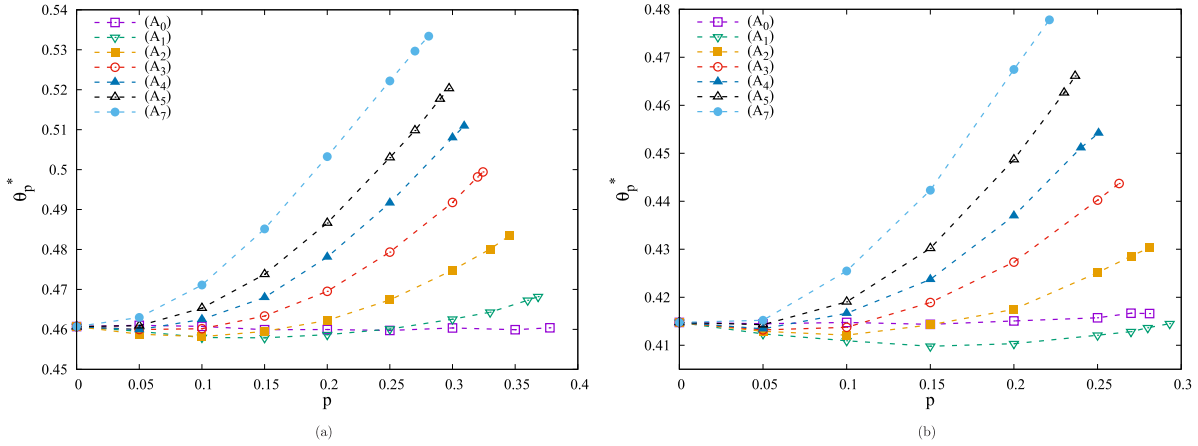 0.54
0.53
0.52
0.51
0.5
0.49
0.48
0.47
0.46
0.45
θp*
(A0)
(A1)
(A2)
(A3)
(A4)
(A5)
(A7)
0 0.05 0.1 0.15 0.2 0.25 0.3 0.35 0.4
p
(a)
0.48
0.47
0.46
0.45
0.44
0.43
0.42
0.41
θp*
(A0)
(A1)
(A2)
(A3)
(A4)
(A5)
(A7)
0 0.05 0.1 0.15 0.2 0.25 0.3
p
(b)